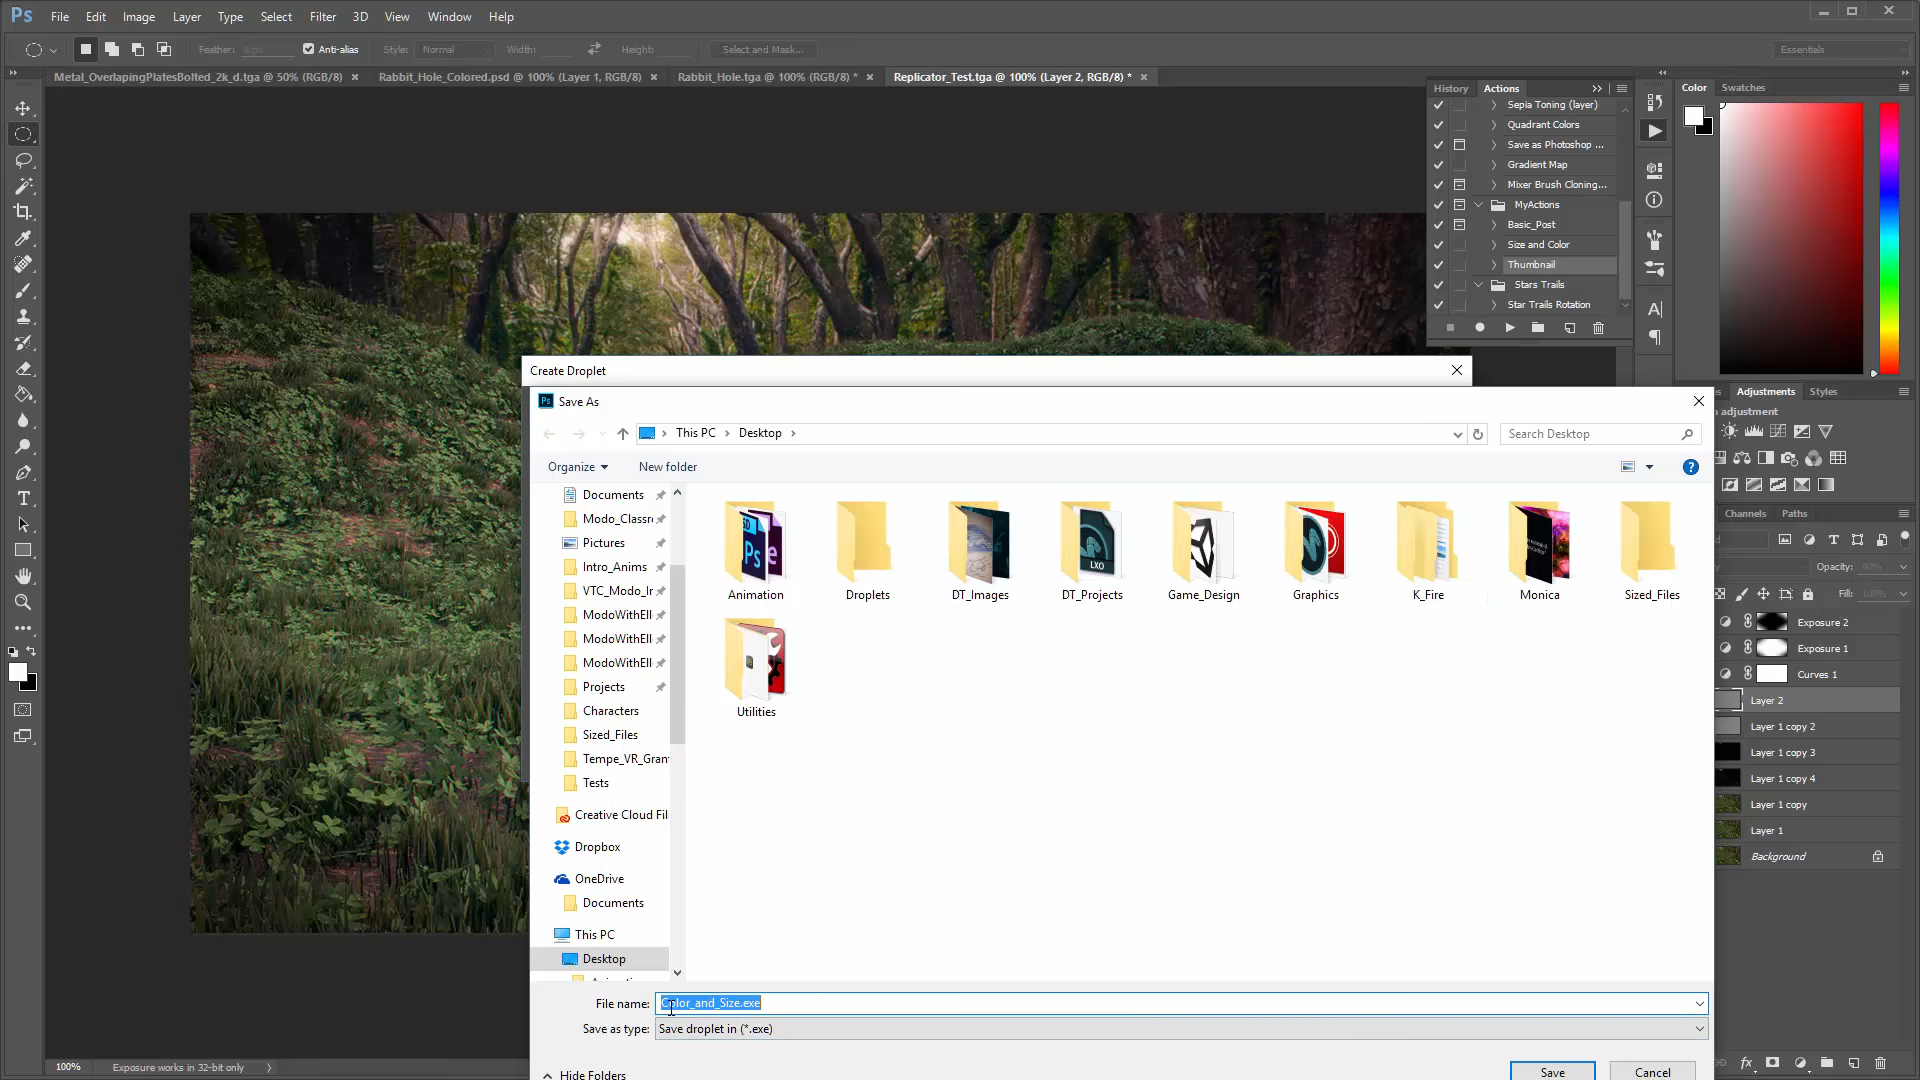 Ps File Edit Image Layer Type Select Filter 3D View Window Help
Feather: Anti-alias Style: Normal Width: Height: Select and Mask... Essentials
Metal_OverlapingPlatesBolted_2k_d.tga @ 50% (RGB/8) Rabbit_Hole_Colored.psd @ 100% (Layer 1, RGB/8) Rabbit_Hole.tga @ 100% (RGB/8) * Replicator_Test.tga @ 100% (Layer 2, RGB/8) *
History Actions
Sepia Toning (layer)
Quadrant Colors
Save as Photoshop ...
Gradient Map
Mixer Brush Cloning...
MyActions
Basic_Post
Size and Color
Thumbnail
Stars Trails
Star Trails Rotation
Color Swatches
Adjustments Styles
adjustment
Channels Paths
Opacity: 80%
Fill: 100%
Exposure 2
Exposure 1
Curves 1
Layer 2
Layer 1 copy 2
Layer 1 copy 3
Layer 1 copy 4
Layer 1 copy
Layer 1
Background
Create Droplet
Ps Save As
This PC Desktop
Search Desktop
Organize New folder
Documents
Modo_Classr
Pictures
Intro_Anims
VTC_Modo_Ir
ModoWithElI
ModoWithElI
ModoWithElI
Projects
Characters
Sized_Files
Tempe_VR_Gran
Tests
Creative Cloud Fil
Dropbox
OneDrive
Documents
This PC
Desktop
Animation Droplets DT_Images DT_Projects Game_Design Graphics K_Fire Monica Sized_Files
Utilities
File name: Color_and_Size.exe
Save as type: Save droplet in (*.exe)
Hide Folders Save Cancel
100% Exposure works in 32-bit only